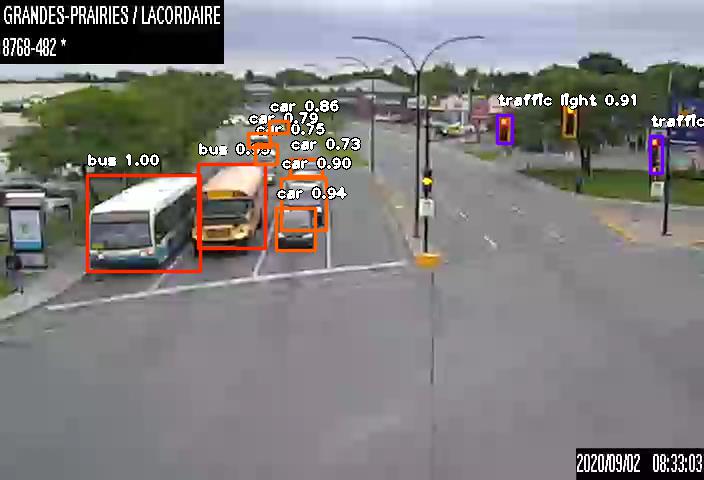 GRANDES-PRAIRIES / LACORDAIRE
8768-482 *
car 0.86
car 0.79
car 0.75
traffic light 0.91
traffic
car 0.73
bus
bus 1.00
car 0.90
car 0.94
2020/09/02 08:33:03